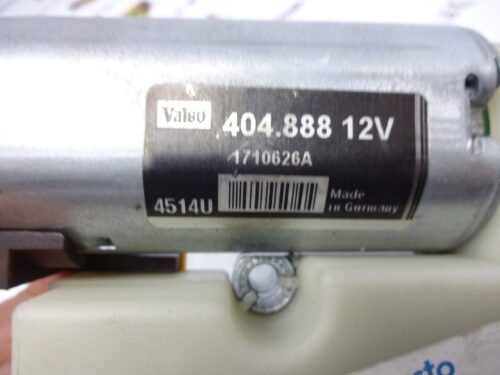 Valeo
404.888 12V
1710626A
4514U
Made
in Germany